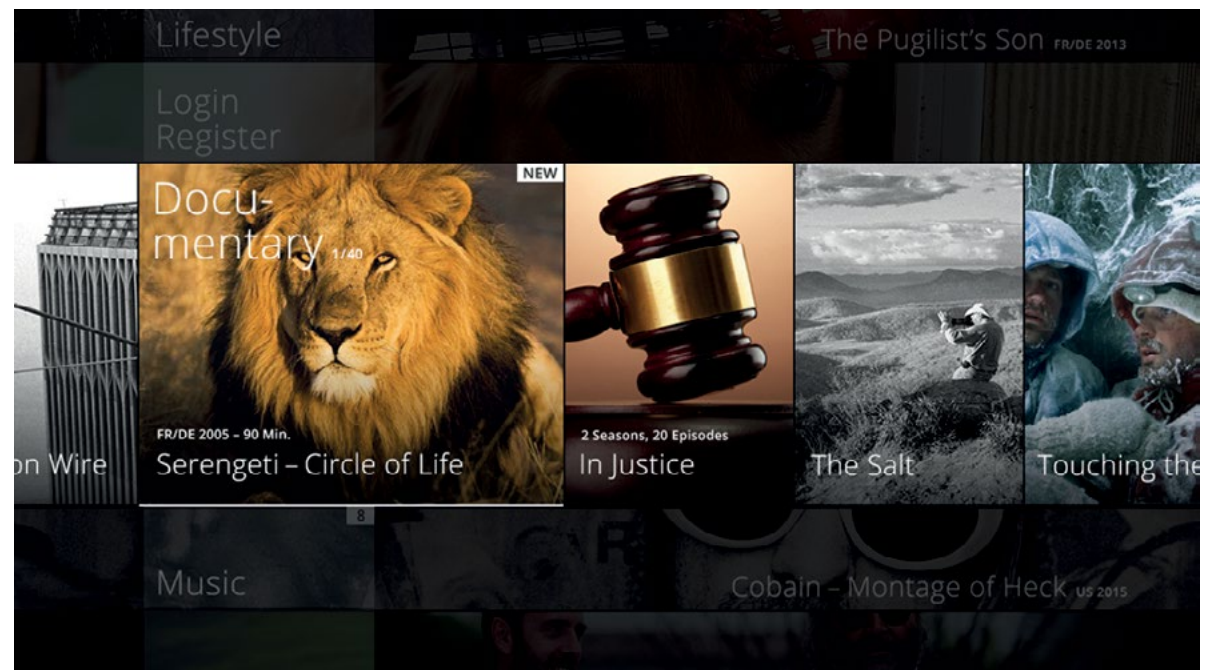 Lifestyle
The Pugilist's Son FR/DE 2013
Login
Register
NEW
Docu-
mentary 1/40
FR/DE 2005 – 90 Min.
2 Seasons, 20 Episodes
on Wire
Serengeti – Circle of Life
In Justice
The Salt
Touching the
8
Music
Cobain – Montage of Heck US 2015